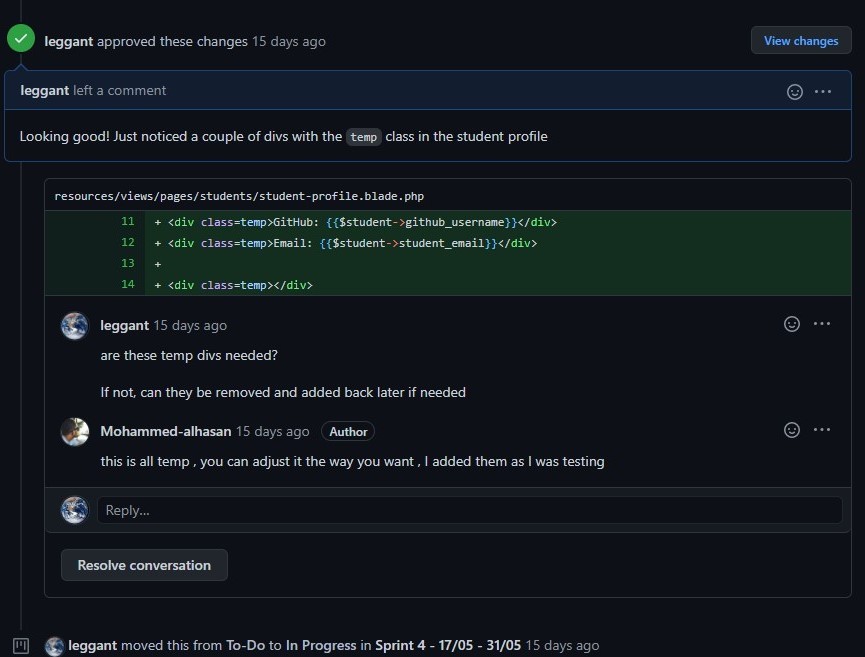 leggant approved these changes 15 days ago
View changes
leggant left a comment
Looking good! Just noticed a couple of divs with the temp class in the student profile
resources/views/pages/students/student-profile.blade.php
11 + <div class=temp>GitHub: {{$student->github_username}}</div>
12 + <div class=temp>Email: {{$student->student_email}}</div>
13 +
14 + <div class=temp></div>
leggant 15 days ago
are these temp divs needed?
If not, can they be removed and added back later if needed
Mohammed-alhasan 15 days ago Author
this is all temp , you can adjust it the way you want , I added them as I was testing
Reply...
Resolve conversation
leggant moved this from To-Do to In Progress in Sprint 4 - 17/05 - 31/05 15 days ago